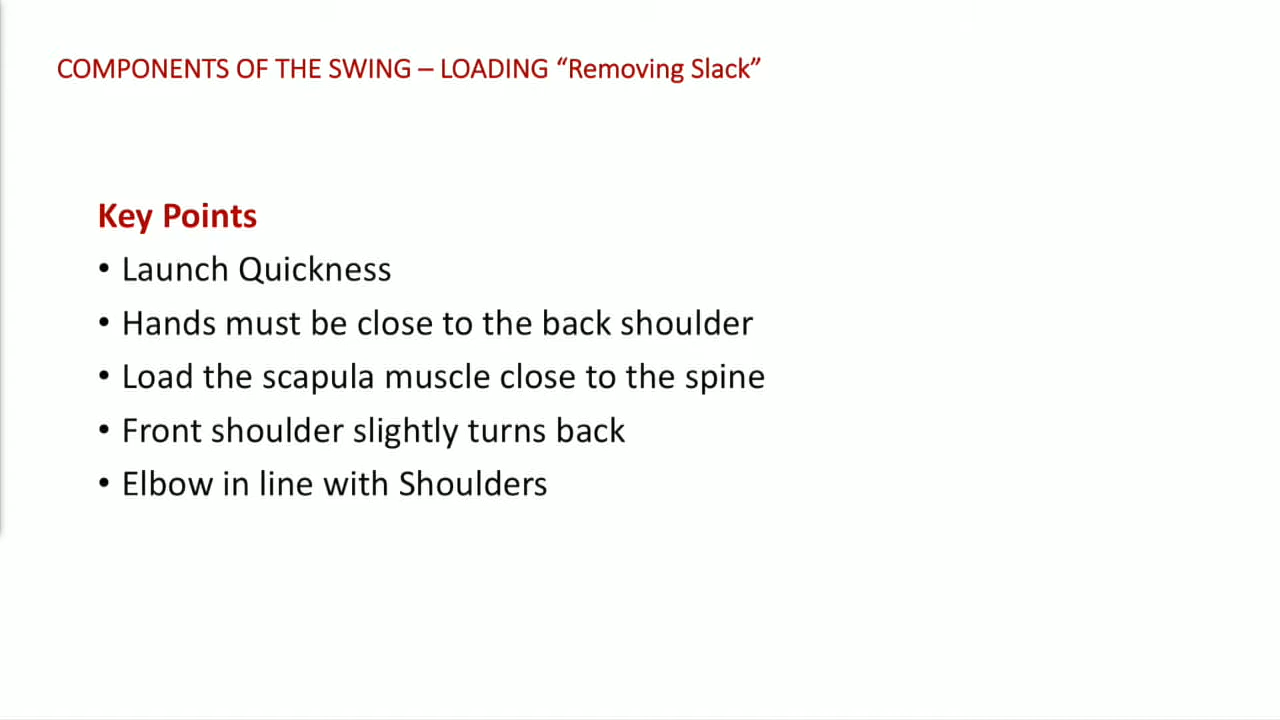 COMPONENTS OF THE SWING – LOADING “Removing Slack”
Key Points
• Launch Quickness
• Hands must be close to the back shoulder
• Load the scapula muscle close to the spine
• Front shoulder slightly turns back
• Elbow in line with Shoulders